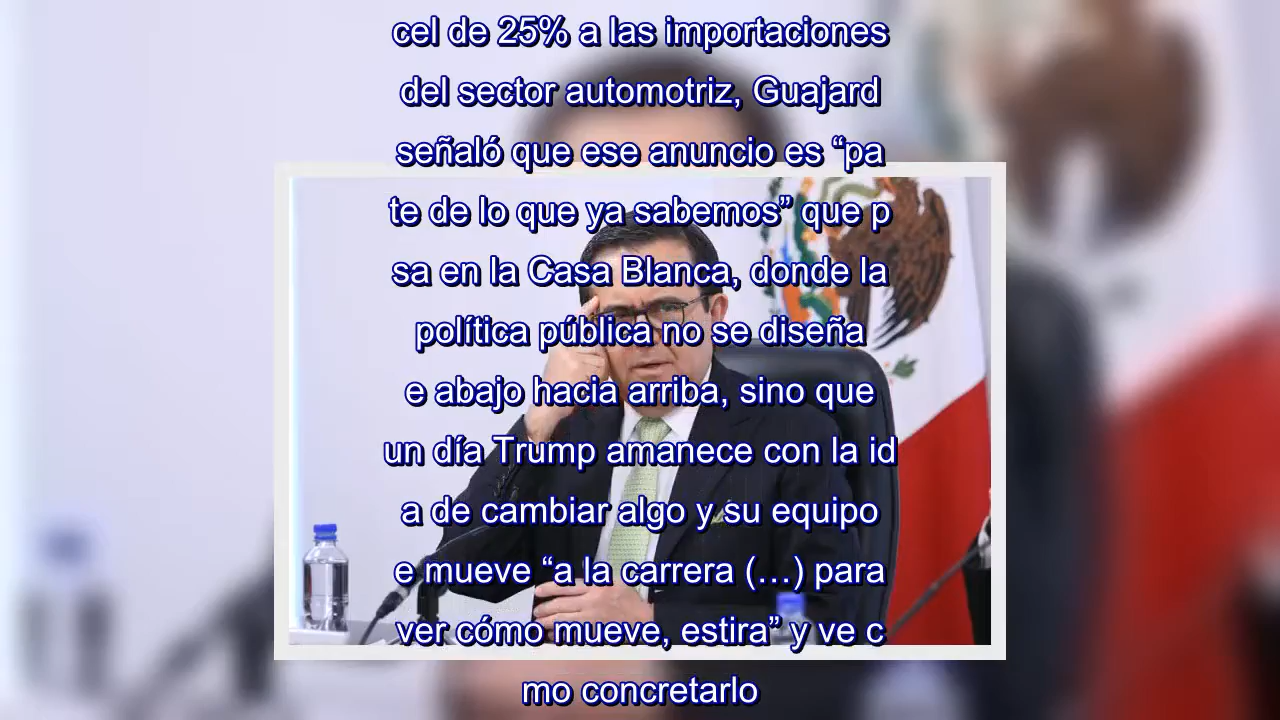 cel de 25% a las importaciones
del sector automotriz, Guajard
señaló que ese anuncio es “pa
te de lo que ya sabemos” que p
sa en la Casa Blanca, donde la
política pública no se diseña
e abajo hacia arriba, sino que
un día Trump amanece con la id
a de cambiar algo y su equipo
e mueve “a la carrera (…) para
ver cómo mueve, estira” y ve c
mo concretarlo